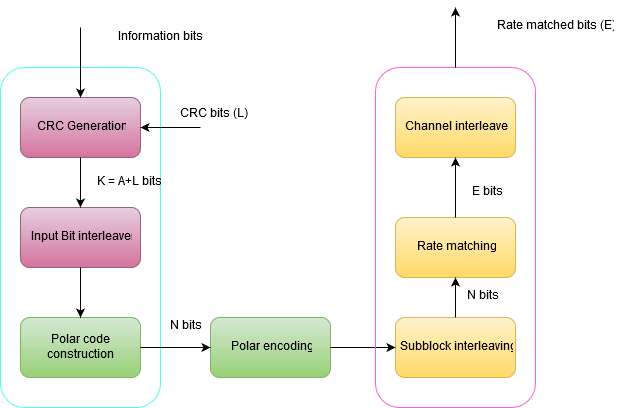 Information bits
Rate matched bits (E)
CRC Generation
CRC bits (L)
Channel interleave
K = A+L bits
E bits
Input Bit interleave
Rate matching
N bits
N bits
Polar code
construction
Polar encoding
Subblock interleaving